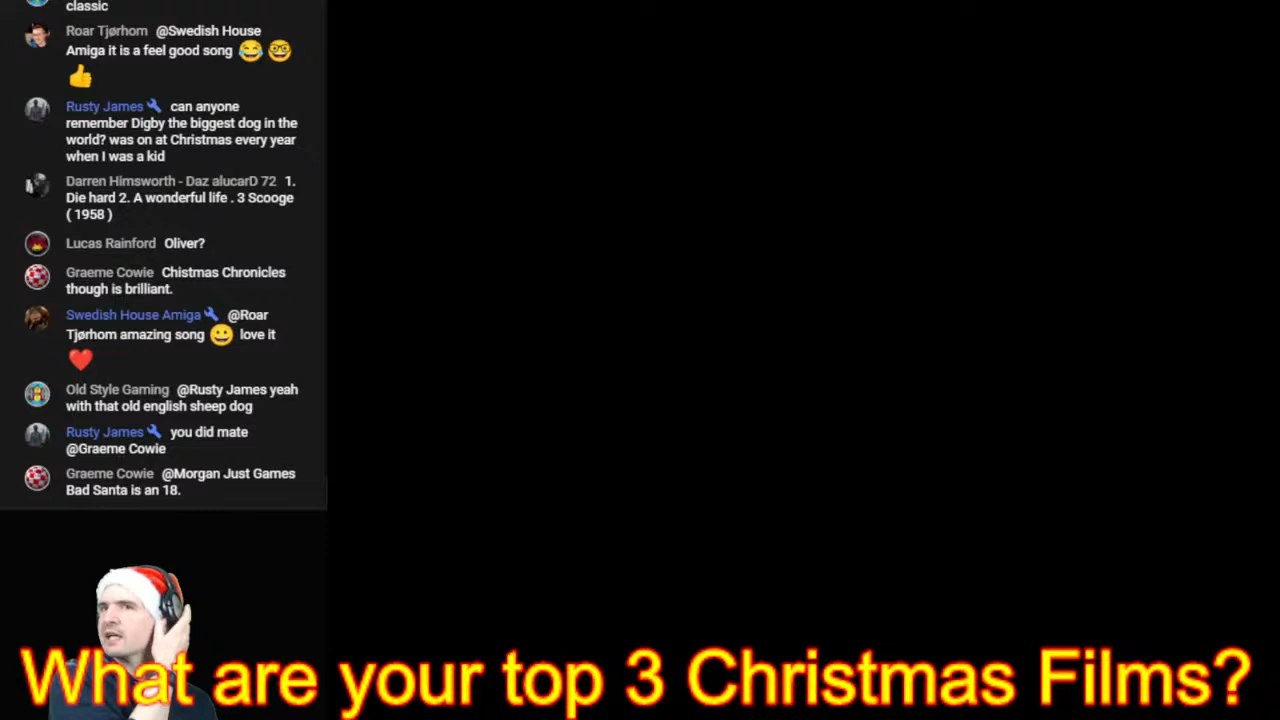 classic
Roar Tjørhom @Swedish House
Amiga it is a feel good song 😂 🤓
👍
Rusty James can anyone
remember Digby the biggest dog in the
world? was on at Christmas every year
when I was a kid
Darren Himsworth - Daz alucarD 72 1.
Die hard 2. A wonderful life . 3 Scooge
( 1958 )
Lucas Rainford Oliver?
Graeme Cowie Chistmas Chronicles
though is brilliant.
Swedish House Amiga @Roar
Tjørhom amazing song 😀 love it
❤️
Old Style Gaming @Rusty James yeah
with that old english sheep dog
Rusty James you did mate
@Graeme Cowie
Graeme Cowie @Morgan Just Games
Bad Santa is an 18.
What are your top 3 Christmas Films?